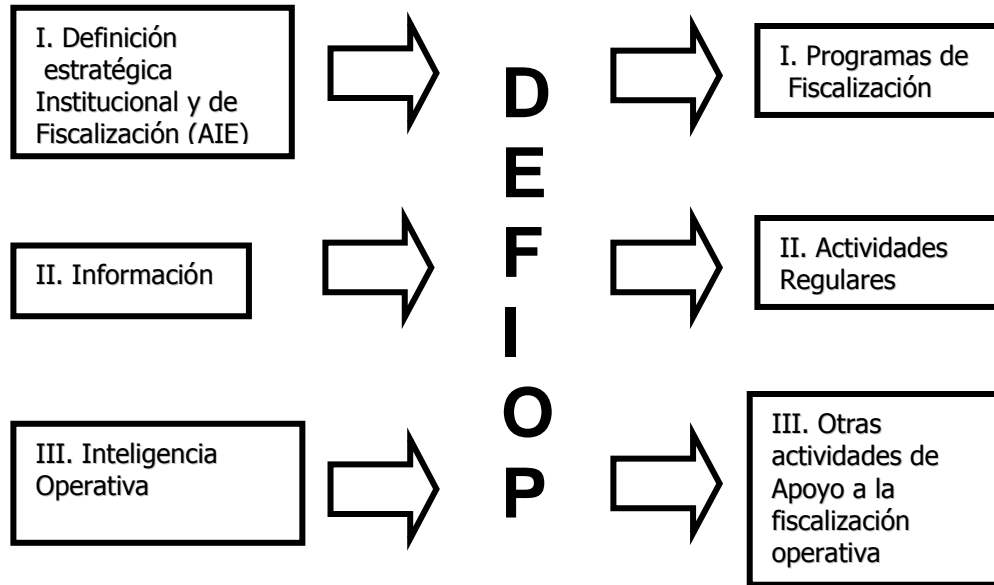 I. Definición
estratégica
Institucional y de
Fiscalización (AIE)
II. Información
III. Inteligencia
Operativa
D
E
F
I
O
P
I. Programas de
Fiscalización
II. Actividades
Regulares
III. Otras
actividades de
Apoyo a la
fiscalización
operativa